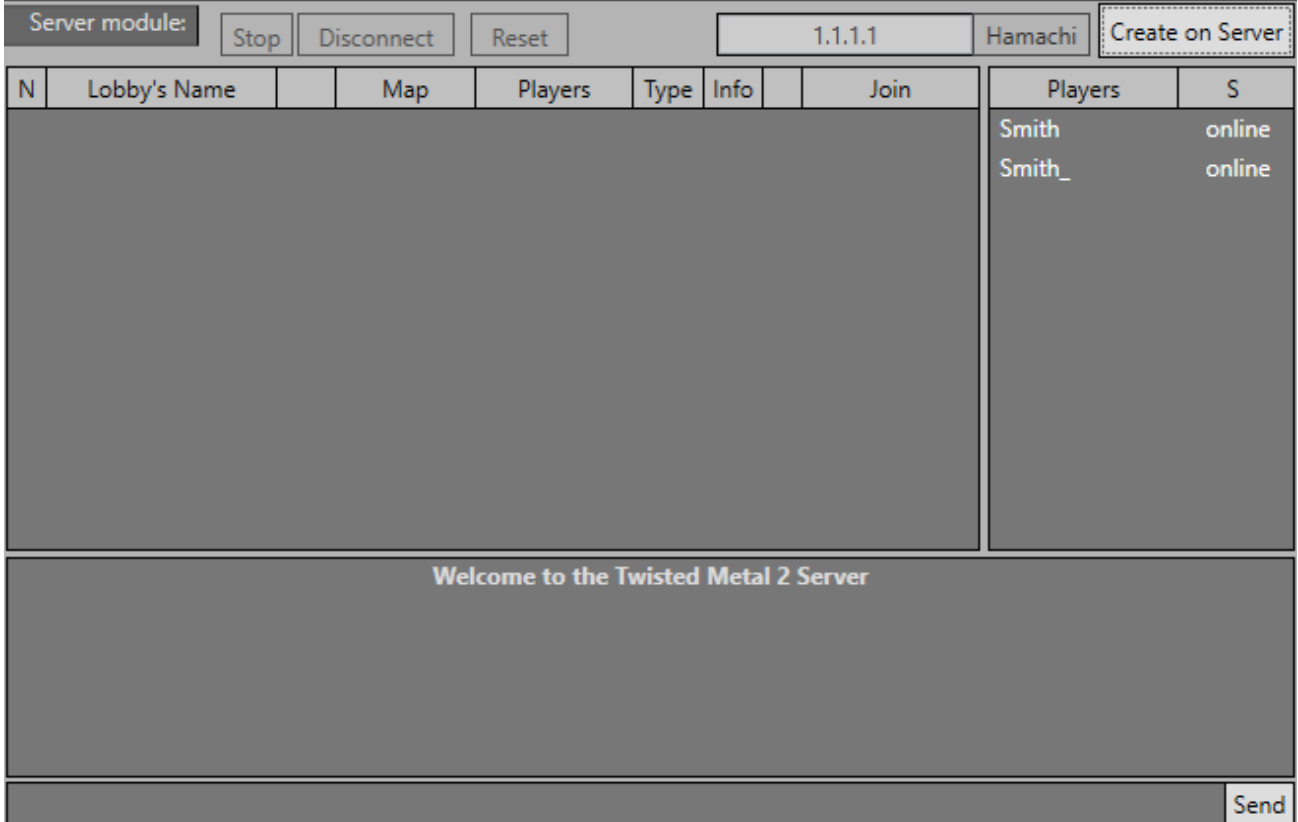 Server module: Stop Disconnect Reset 1.1.1.1 Hamachi Create on Server
N Lobby's Name Map Players Type Info Join Players S
Smith online
Smith_ online
Welcome to the Twisted Metal 2 Server
Send